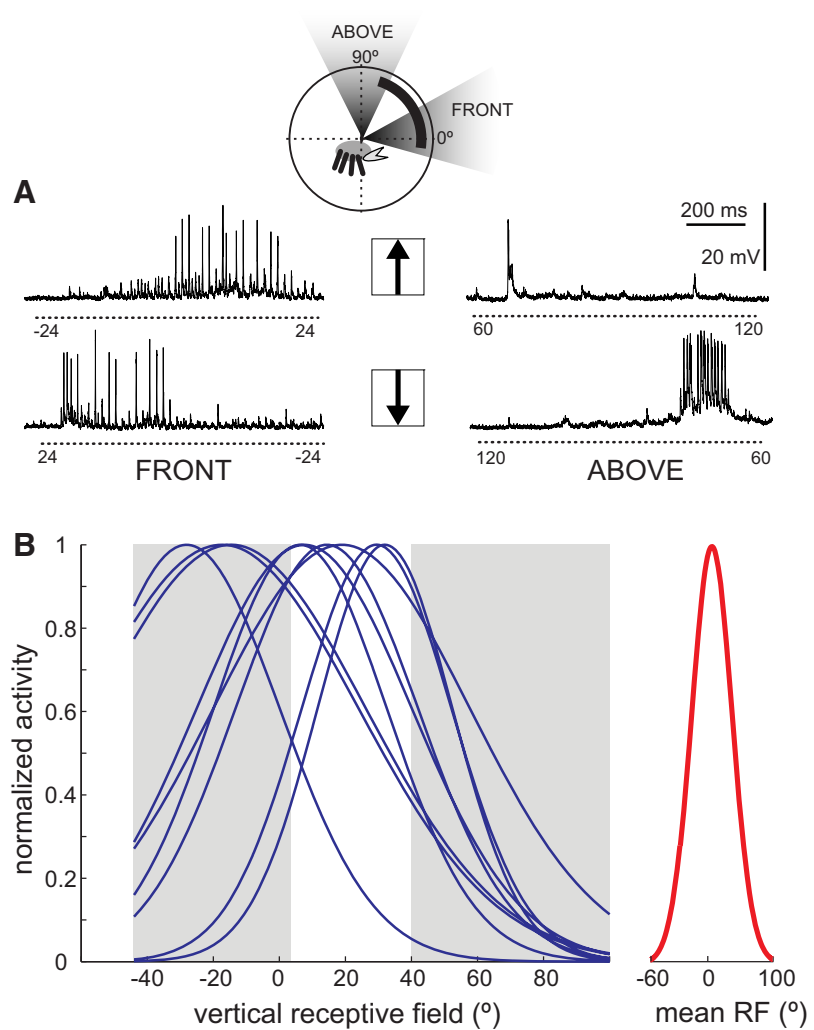 ABOVE
90º
FRONT
0º
A
200 ms
20 mV
-24 24
60 120
24 -24
120 60
FRONT ABOVE
B
1
0.8
0.6
0.4
0.2
0
normalized activity
-40 -20 0 20 40 60 80
vertical receptive field (º)
-60 0 100
mean RF (º)